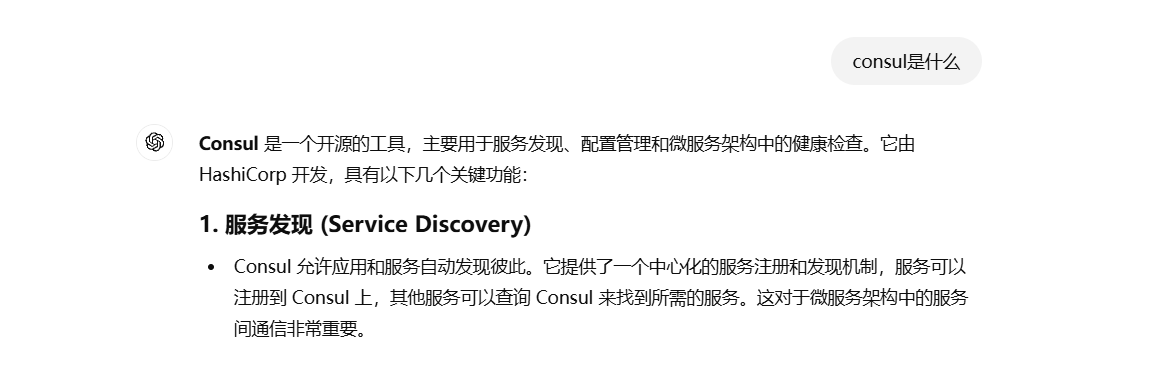 consul是什么
Consul 是一个开源的工具，主要用于服务发现、配置管理和微服务架构中的健康检查。它由
HashiCorp 开发，具有以下几个关键功能：
1. 服务发现 (Service Discovery)
• Consul 允许应用和服务自动发现彼此。它提供了一个中心化的服务注册和发现机制，服务可以
注册到 Consul 上，其他服务可以查询 Consul 来找到所需的服务。这对于微服务架构中的服务
间通信非常重要。